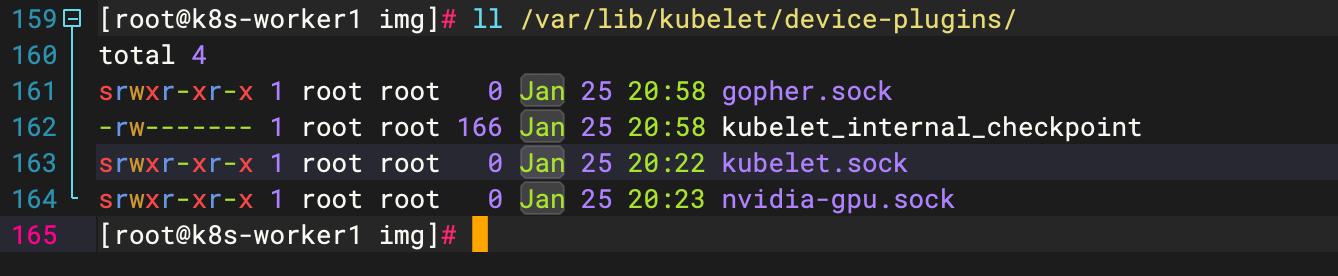 159 [root@k8s-worker1 img]# ll /var/lib/kubelet/device-plugins/
160 total 4
161 srwxr-xr-x 1 root root   0 Jan 25 20:58 gopher.sock
162 -rw------- 1 root root 166 Jan 25 20:58 kubelet_internal_checkpoint
163 srwxr-xr-x 1 root root   0 Jan 25 20:22 kubelet.sock
164 srwxr-xr-x 1 root root   0 Jan 25 20:23 nvidia-gpu.sock
165 [root@k8s-worker1 img]#